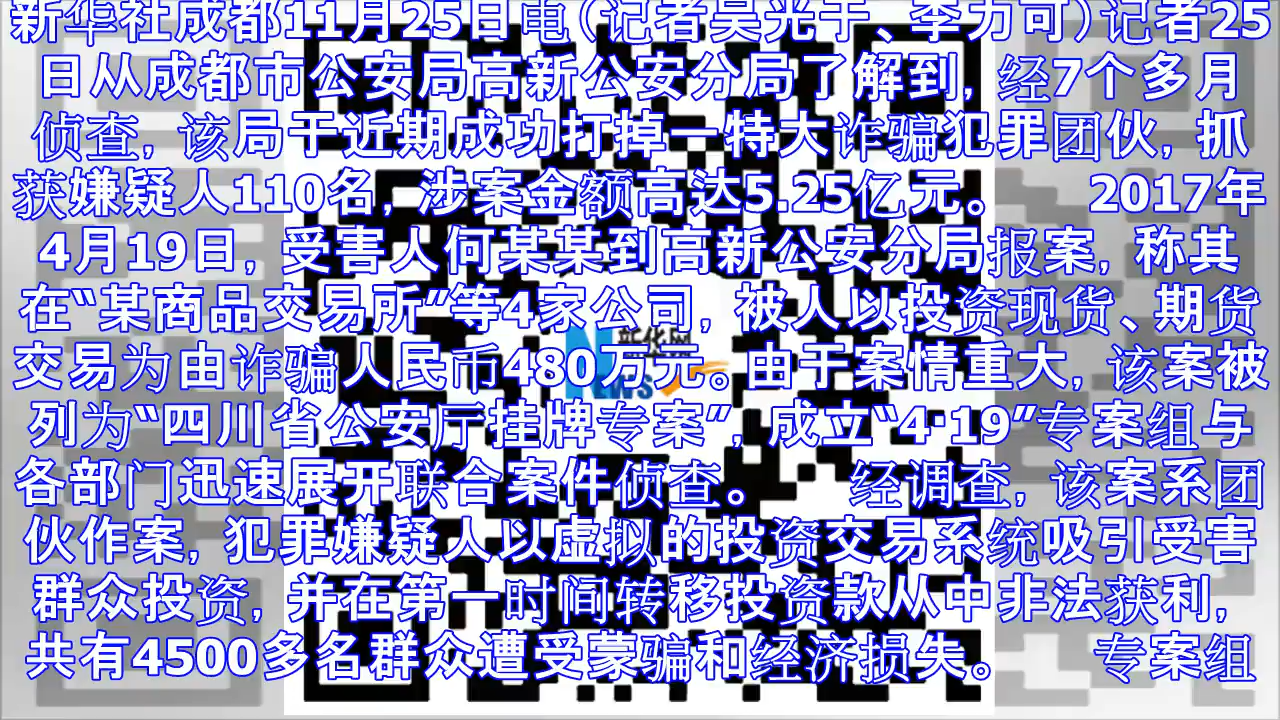 新华社成都11月25日电（记者吴光于、李力可）记者25
日从成都市公安局高新公安分局了解到，经7个多月
侦查，该局于近期成功打掉一特大诈骗犯罪团伙，抓
获嫌疑人110名，涉案金额高达5.25亿元。 2017年
4月19日，受害人何某某到高新公安分局报案，称其
在“某商品交易所”等4家公司，被人以投资现货、期货
交易为由诈骗人民币480万元。由于案情重大，该案被
列为“四川省公安厅挂牌专案”，成立“4·19”专案组与
各部门迅速展开联合案件侦查。 经调查，该案系团
伙作案，犯罪嫌疑人以虚拟的投资交易系统吸引受害
群众投资，并在第一时间转移投资款从中非法获利，
共有4500多名群众遭受蒙骗和经济损失。 专案组
新华网
NEWS